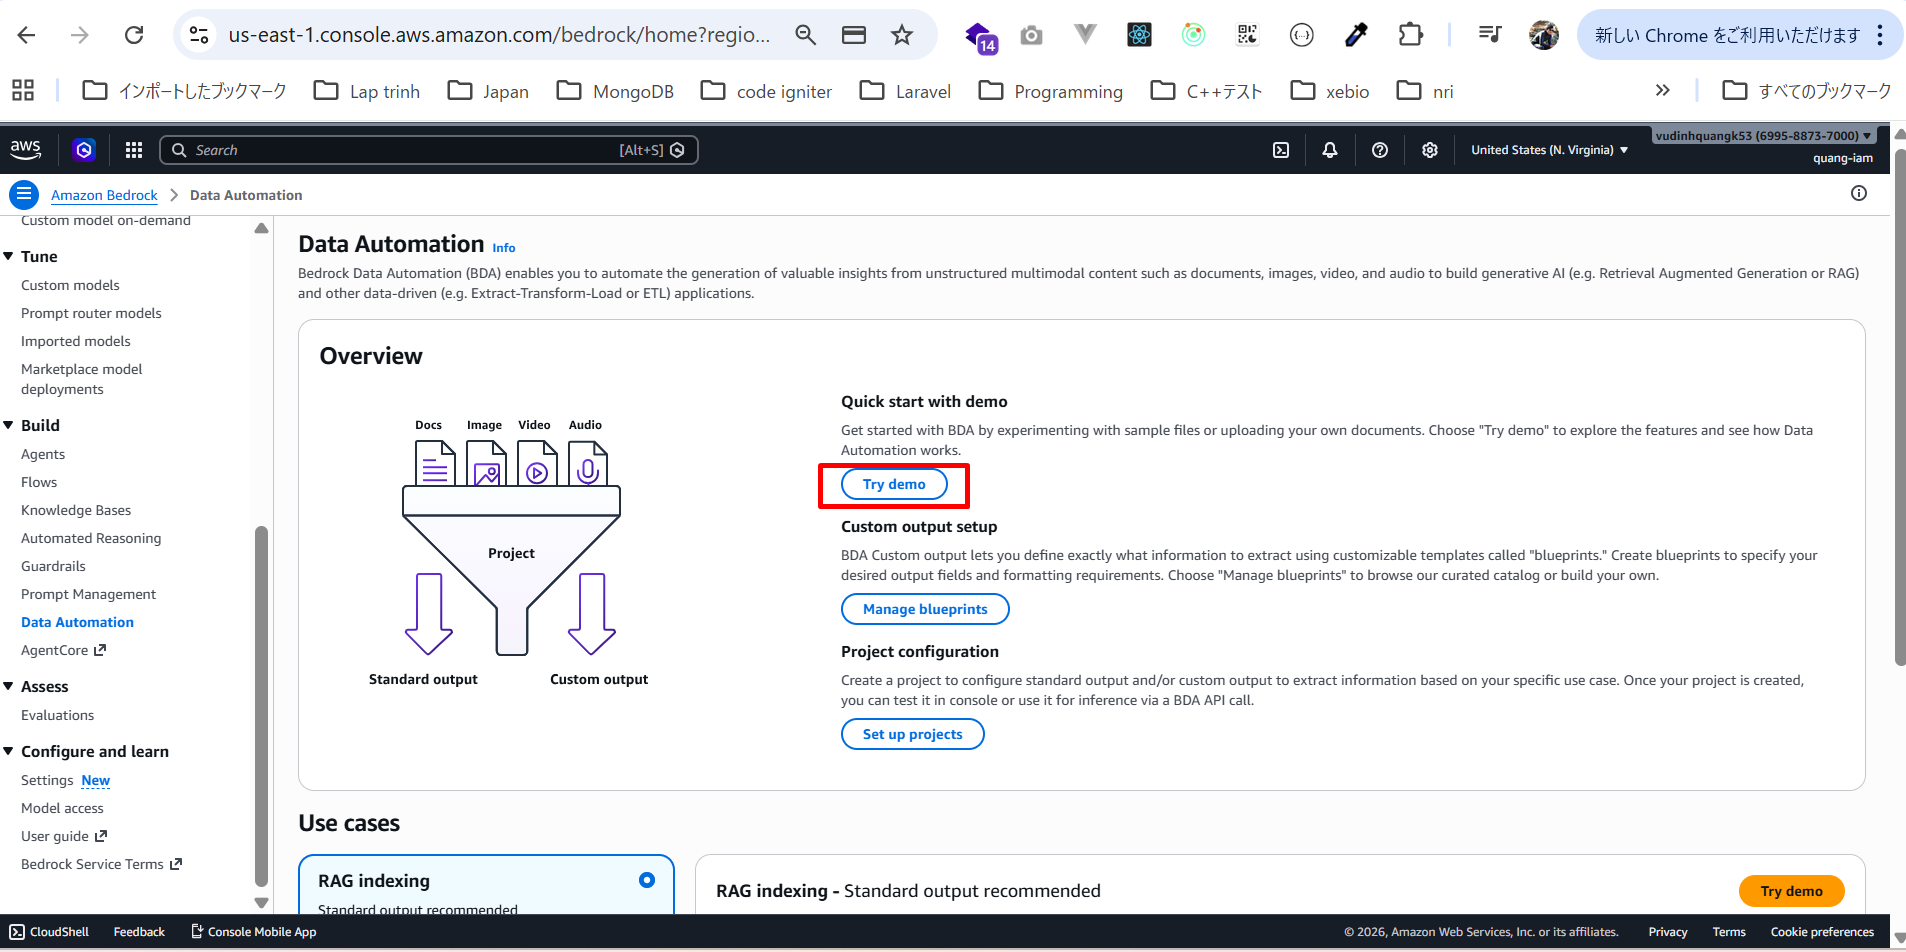 us-east-1.console.aws.amazon.com/bedrock/home?regio...
14
新しい Chrome をご利用いただけます
インポートしたブックマーク
Lap trinh
Japan
MongoDB
code igniter
Laravel
Programming
C++テスト
xebio
nri
すべてのブックマーク
aws
Search
[Alt+S]
United States (N. Virginia)
vudinhquangk53 (6995-8873-7000)
quang-iam
Amazon Bedrock
Data Automation
Custom model on-demand
Tune
Custom models
Prompt router models
Imported models
Marketplace model
deployments
Build
Agents
Flows
Knowledge Bases
Automated Reasoning
Guardrails
Prompt Management
Data Automation
AgentCore
Assess
Evaluations
Configure and learn
Settings New
Model access
User guide
Bedrock Service Terms
Data Automation Info
Bedrock Data Automation (BDA) enables you to automate the generation of valuable insights from unstructured multimodal content such as documents, images, video, and audio to build generative AI (e.g. Retrieval Augmented Generation or RAG)
and other data-driven (e.g. Extract-Transform-Load or ETL) applications.
Overview
Docs
Image
Video
Audio
Project
Standard output
Custom output
Quick start with demo
Get started with BDA by experimenting with sample files or uploading your own documents. Choose "Try demo" to explore the features and see how Data
Automation works.
Try demo
Custom output setup
BDA Custom output lets you define exactly what information to extract using customizable templates called "blueprints." Create blueprints to specify your
desired output fields and formatting requirements. Choose "Manage blueprints" to browse our curated catalog or build your own.
Manage blueprints
Project configuration
Create a project to configure standard output and/or custom output to extract information based on your specific use case. Once your project is created,
you can test it in console or use it for inference via a BDA API call.
Set up projects
Use cases
RAG indexing
Standard output recommended
RAG indexing - Standard output recommended
Try demo
CloudShell
Feedback
Console Mobile App
© 2026, Amazon Web Services, Inc. or its affiliates.
Privacy
Terms
Cookie preferences